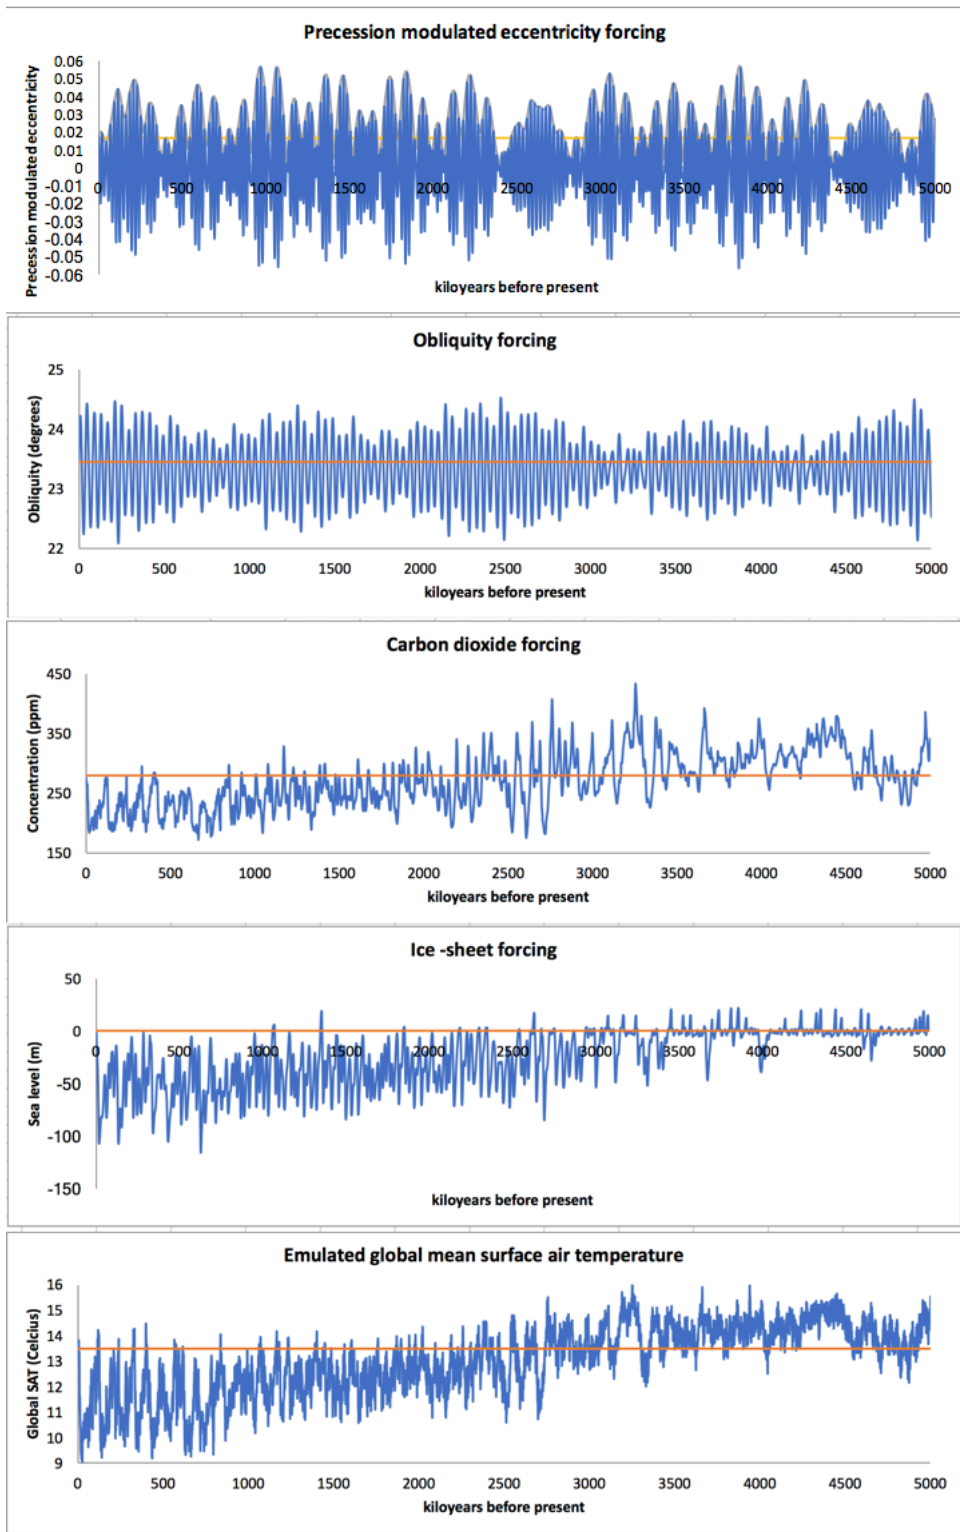 Precession modulated eccentricity forcing
Precession modulated eccentricity
0.06
0.05
0.04
0.03
0.02
0.01
0
-0.01
-0.02
-0.03
-0.04
-0.05
-0.06
0 500 1000 1500 2000 2500 3000 3500 4000 4500 5000
kiloyears before present
Obliquity forcing
Obliquity (degrees)
25
24
23
22
0 500 1000 1500 2000 2500 3000 3500 4000 4500 5000
kiloyears before present
Carbon dioxide forcing
Concentration (ppm)
450
350
250
150
0 500 1000 1500 2000 2500 3000 3500 4000 4500 5000
kiloyears before present
Ice -sheet forcing
Sea level (m)
50
0
-50
-100
-150
0 500 1000 1500 2000 2500 3000 3500 4000 4500 5000
kiloyears before present
Emulated global mean surface air temperature
Global SAT (Celcius)
16
15
14
13
12
11
10
9
0 500 1000 1500 2000 2500 3000 3500 4000 4500 5000
kiloyears before present